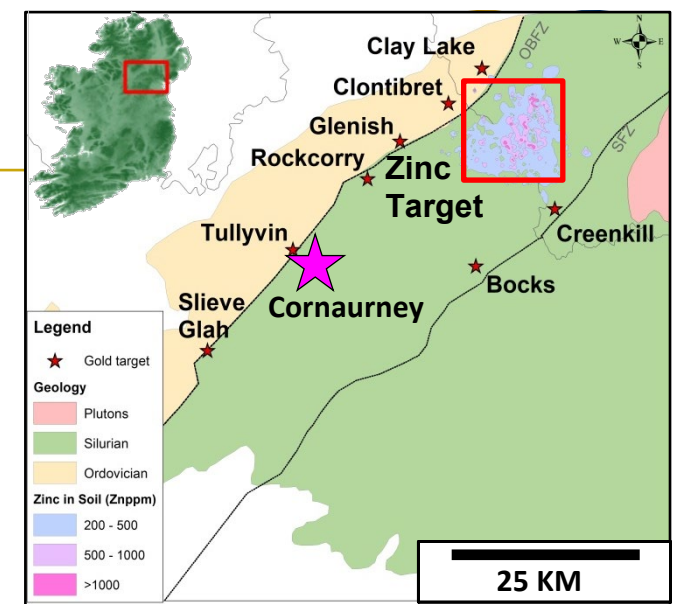 N
W E
S
OBFZ
Clay Lake
Clontibret
Glenish
Rockcorry
Zinc
Target
SFZ
Tullyvin
Creenkill
Bocks
Cornaurney
Slieve
Glah
Legend
Gold target
Geology
Plutons
Silurian
Ordovician
Zinc in Soil (Znppm)
200 - 500
500 - 1000
>1000
25 KM